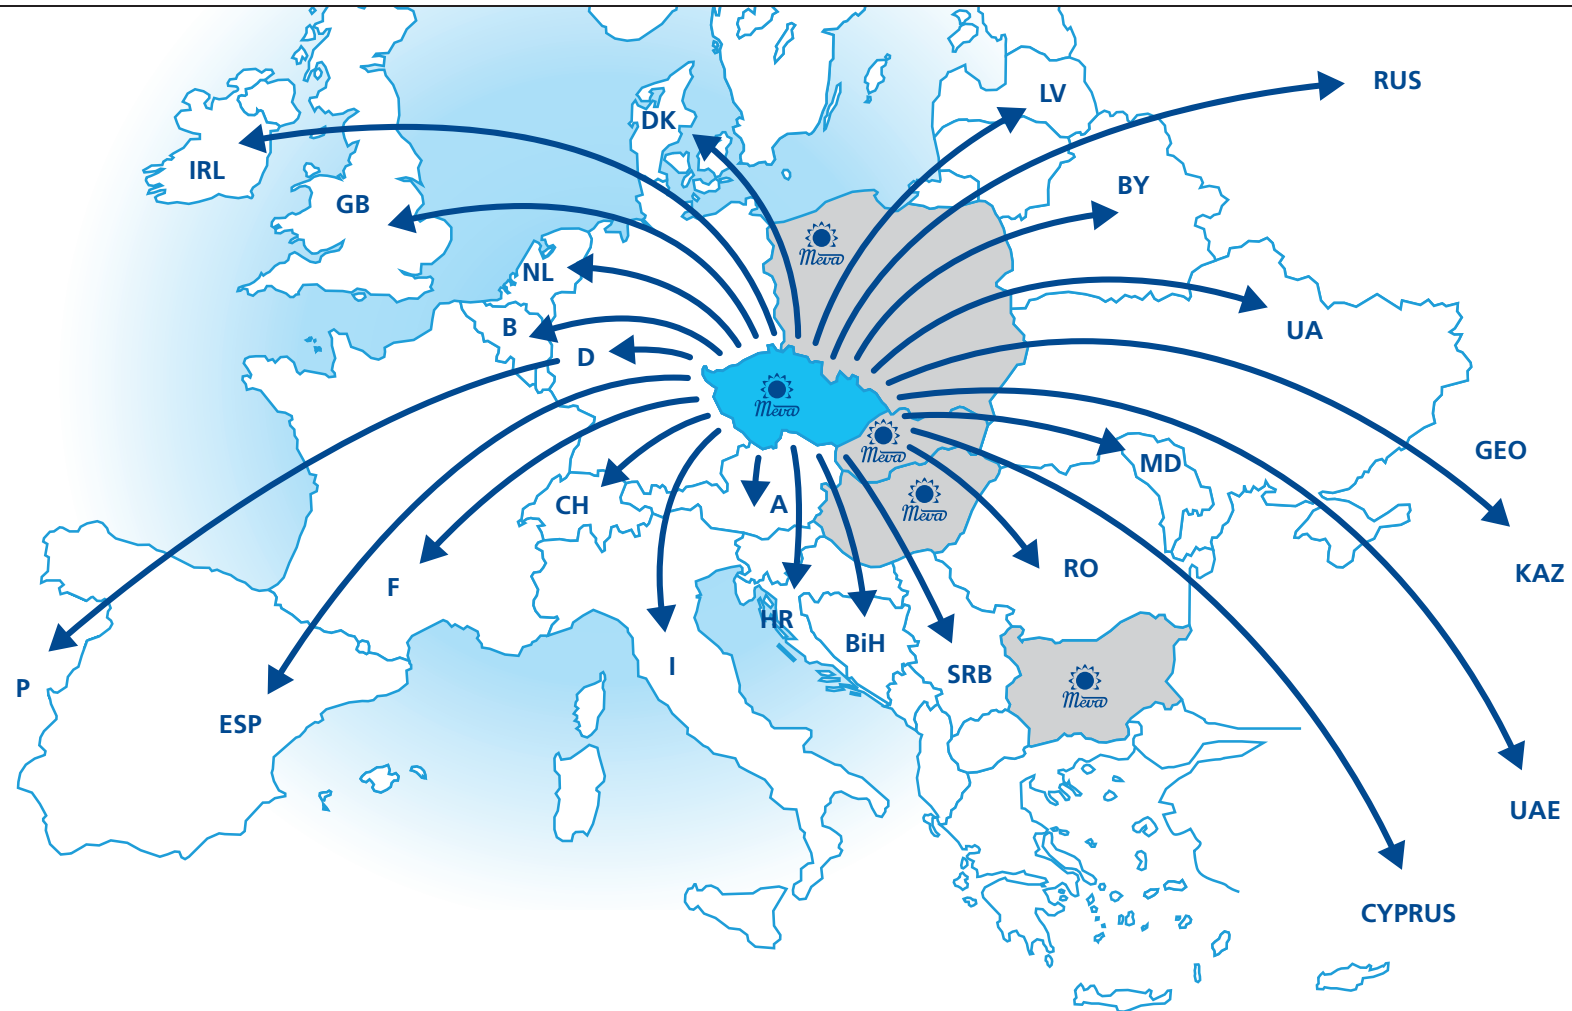 RUS
LV
DK
IRL
BY
GB
Meva
NL
B
UA
D
Meva
Meva
GEO
MD
CH
A
Meva
RO
KAZ
F
HR
BiH
I
SRB
P
Meva
ESP
UAE
CYPRUS